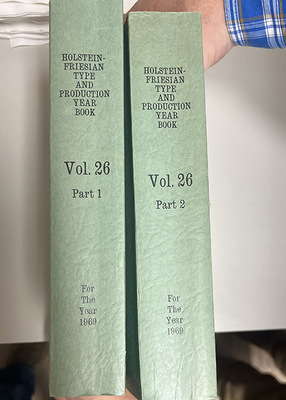 HOLSTEIN-
FRIESIAN
TYPE
AND
PRODUCTION
YEAR
BOOK
Vol. 26
Part 1
For
The
Year
1969
HOLSTEIN-
FRIESIAN
TYPE
AND
PRODUCTION
YEAR
BOOK
Vol. 26
Part 2
For
The
Year
1969